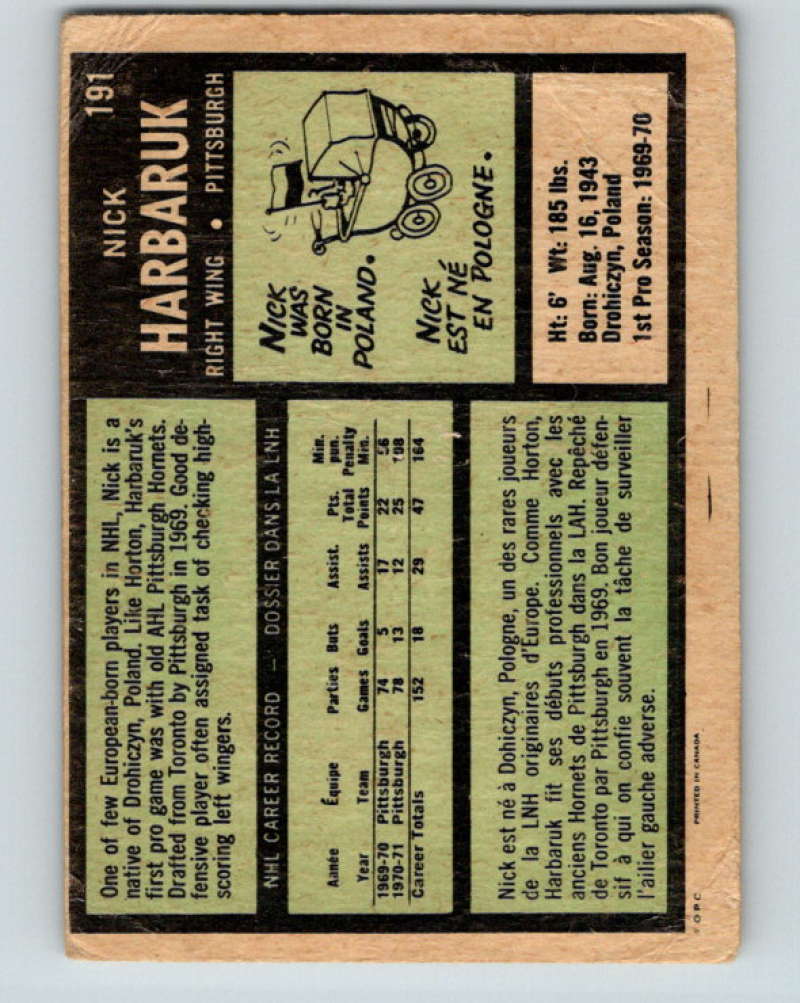 191
NICK
HARBARUK
RIGHT WING • PITTSBURGH
One of few European-born players in NHL, Nick is a
native of Drohiczyn, Poland. Like Horton, Harbaruk's
first pro game was with old AHL Pittsburgh Hornets.
Drafted from Toronto by Pittsburgh in 1969. Good de-
fensive player often assigned task of checking high-
scoring left wingers.
NICK
WAS
BORN
IN
POLAND.
NICK
EST NÉ
EN POLOGNE.
NHL CAREER RECORD — DOSSIER DANS LA LNH
Min.
Pts. pun.
Aanée Équipe Parties Buts Assist. Total Penalty
Year Team Games Goals Assists Points Min.
1969-70 Pittsburgh 74 5 17 22 56
1970-71 Pittsburgh 78 13 12 25 108
Career Totals 152 18 29 47 164
Ht: 6' Wt: 185 lbs.
Born: Aug. 16, 1943
Drohiczyn, Poland
1st Pro Season: 1969-70
Nick est né à Dohiczyn, Pologne, un des rares joueurs
de la LNH originaires d'Europe. Comme Horton,
Harbaruk fit ses débuts professionnels avec les
anciens Hornets de Pittsburgh dans la LAH. Repêché
de Toronto par Pittsburgh en 1969. Bon joueur défen-
sif à qui on confie souvent la tâche de surveiller
l'ailier gauche adverse.
O.P.C. PRINTED IN CANADA